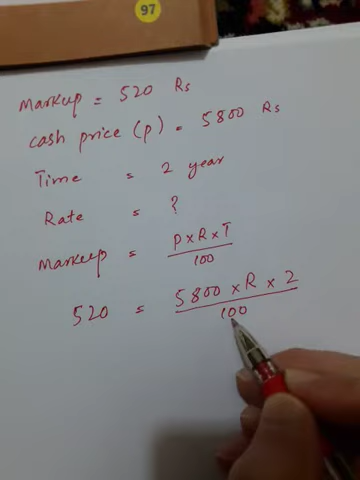 97
Markup = 520 Rs
Cash price (p) = 5800 Rs
Time = 2 year
Rate = ?
Markup = P×R×T
100
520 = 5800 × R × 2
100